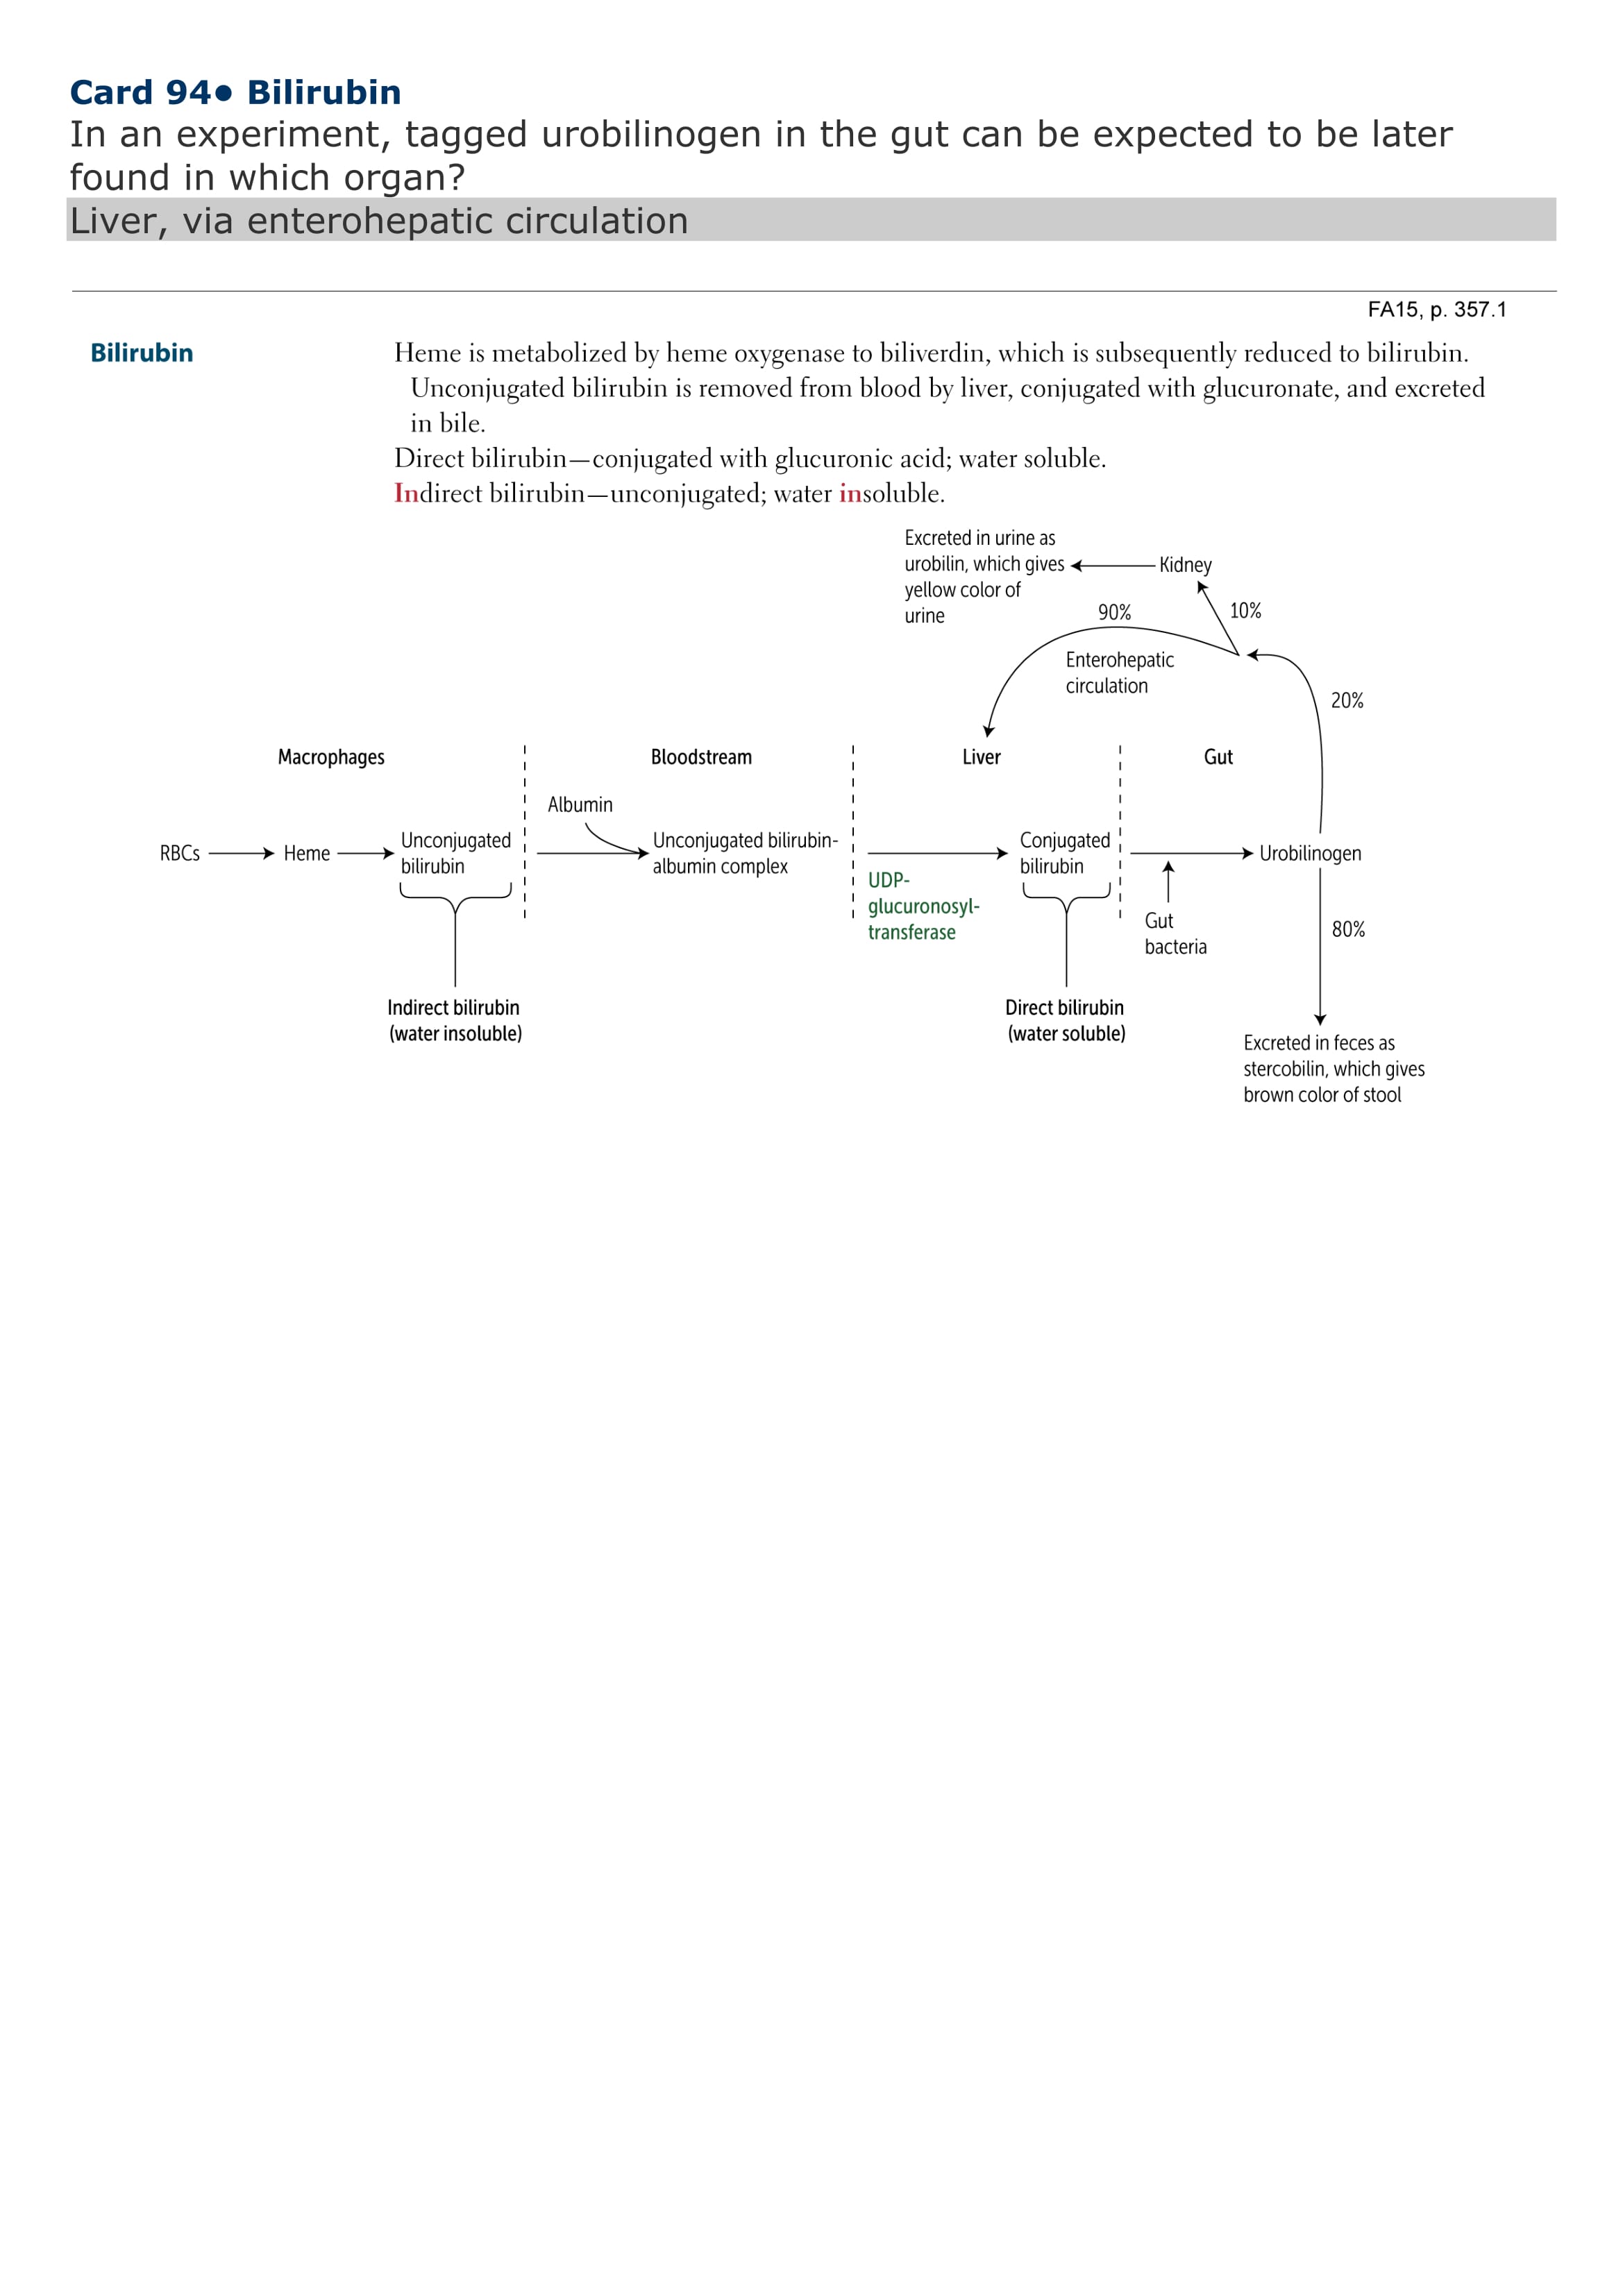 Card 94● Bilirubin
In an experiment, tagged urobilinogen in the gut can be expected to be later
found in which organ?
Liver, via enterohepatic circulation
FA15, p. 357.1
Bilirubin
Heme is metabolized by heme oxygenase to biliverdin, which is subsequently reduced to bilirubin.
Unconjugated bilirubin is removed from blood by liver, conjugated with glucuronate, and excreted
in bile.
Direct bilirubin—conjugated with glucuronic acid; water soluble.
Indirect bilirubin—unconjugated; water insoluble.
Excreted in urine as
urobilin, which gives
yellow color of
urine
Kidney
90%
10%
Enterohepatic
circulation
20%
Macrophages
Bloodstream
Liver
Gut
Albumin
RBCs
Heme
Unconjugated
bilirubin
Unconjugated bilirubin-
albumin complex
UDP-
glucuronosyl-
transferase
Conjugated
bilirubin
Urobilinogen
Gut
bacteria
80%
Indirect bilirubin
(water insoluble)
Direct bilirubin
(water soluble)
Excreted in feces as
stercobilin, which gives
brown color of stool